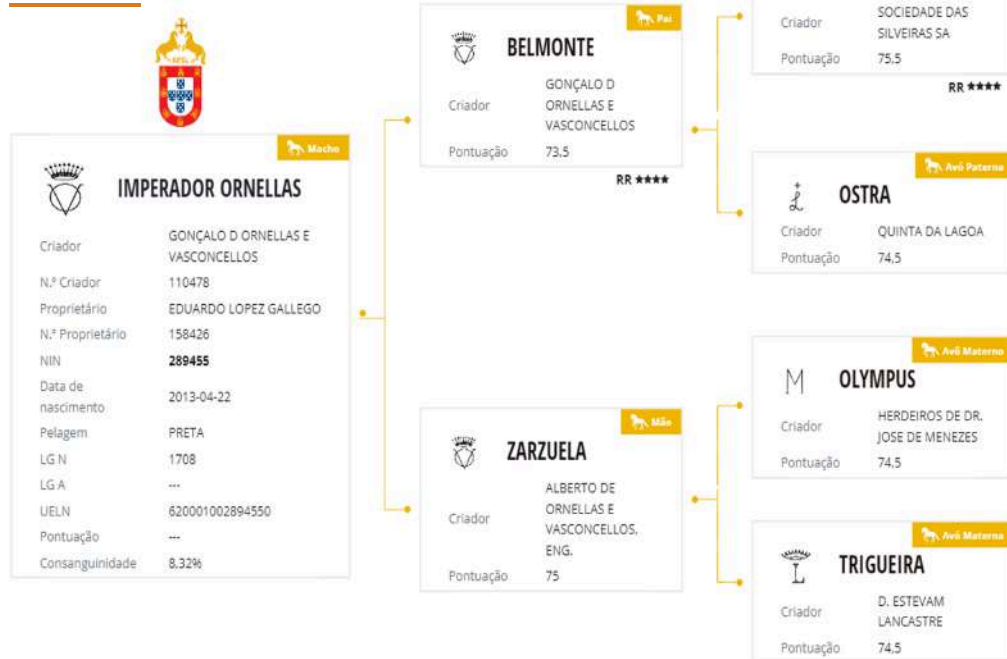 Macho
IMPERADOR ORNELLAS
Criador
GONÇALO D ORNELLAS E
VASCONCELLOS
N.º Criador 110478
Proprietário EDUARDO LOPEZ GALLEGO
N.º Proprietário 158426
NIN 289455
Data de
nascimento
2013-04-22
Pelagem PRETA
LG N 1708
LG A ---
UELN 620001002894550
Pontuação ---
Consanguinidade 8,32%
Pai
BELMONTE
Criador
GONÇALO D
ORNELLAS E
VASCONCELLOS
Pontuação 73,5
RR ★★★★
Mãe
ZARZUELA
Criador
ALBERTO DE
ORNELLAS E
VASCONCELLOS,
ENG.
Pontuação 75
Criador
SOCIEDADE DAS
SILVEIRAS SA
Pontuação 75,5
RR ★★★★
Avó Paterna
OSTRA
Criador QUINTA DA LAGOA
Pontuação 74,5
Avô Materno
M
OLYMPUS
Criador
HERDEIROS DE DR.
JOSE DE MENEZES
Pontuação 74,5
Avó Materna
L
TRIGUEIRA
Criador
D. ESTEVAM
LANCASTRE
Pontuação 74,5